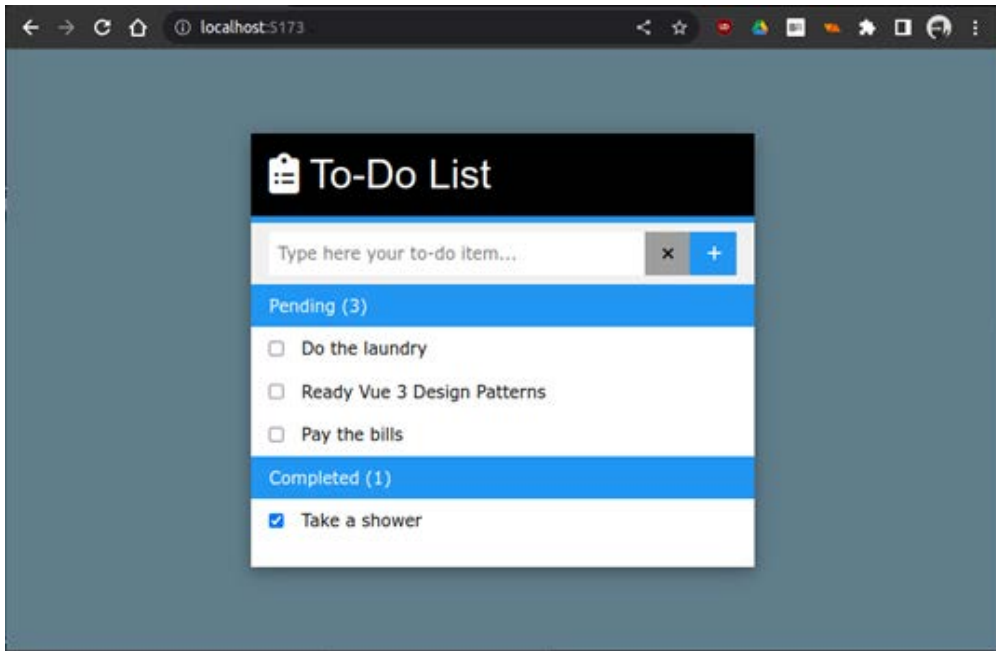 localhost:5173
To-Do List
Type here your to-do item...
Pending (3)
Do the laundry
Ready Vue 3 Design Patterns
Pay the bills
Completed (1)
Take a shower